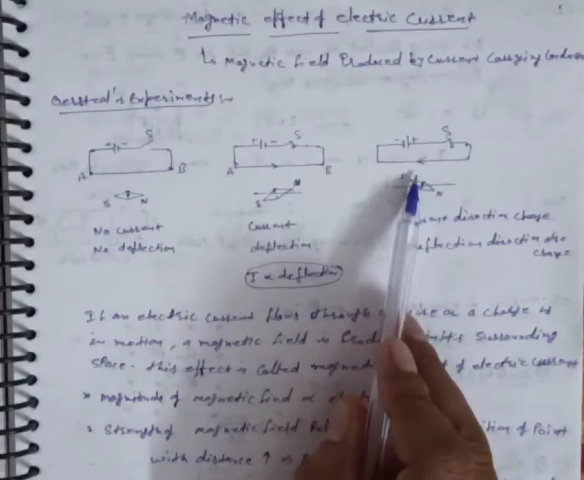 Magnetic effect of electric current
↳ Magnetic field Produced by Current Carrying Conductor
Oersted's Experiments:-
+ - S
+ - S
- + S
A B
A B
S N
S N
N
No current
Current
current direction change
No deflection
deflection
deflection direction also
change
I ∝ deflection
If an electric current flows through a wire or a charge is
in motion, a magnetic field is surrounding
space. this effect is called of electric current
* magnitude of magnetic field ∝
* Strength of magnetic field of Point
with distance ↑